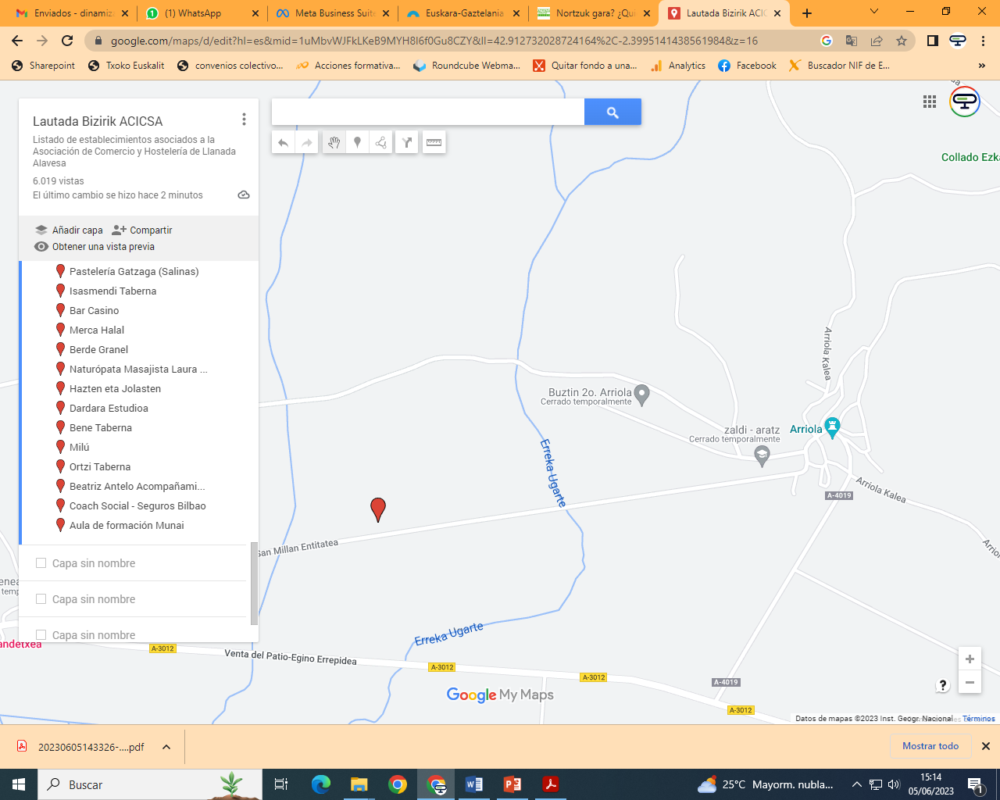 Enviados - dinamiza
(1) WhatsApp
Meta Business Suite
Euskara-Gaztelania
Nortzuk gara? ¿Qui
Lautada Bizirik ACIC
google.com/maps/d/edit?hl=es&mid=1uMbvWJFkLKeB9MYH8I6f0Gu8CZY&ll=42.912732028724164%2C-2.3995141438561984&z=16
Sharepoint
Txoko Euskalit
convenios colectivo...
Acciones formativa...
Roundcube Webma...
Quitar fondo a una...
Analytics
Facebook
Buscador NIF de E...
»
Lautada Bizirik ACICSA
Listado de establecimientos asociados a la
Asociación de Comercio y Hostelería de Llanada
Alavesa
6.019 vistas
El último cambio se hizo hace 2 minutos
Añadir capa
Compartir
Obtener una vista previa
Pastelería Gatzaga (Salinas)
Isasmendi Taberna
Bar Casino
Merca Halal
Berde Granel
Naturópata Masajista Laura ...
Hazten eta Jolasten
Dardara Estudioa
Bene Taberna
Milú
Ortzi Taberna
Beatriz Antelo Acompañami...
Coach Social - Seguros Bilbao
Aula de formación Munai
Capa sin nombre
Capa sin nombre
Capa sin nombre
Collado Ezka
Arriola Kalea
Buztin 2o. Arriola
Cerrado temporalmente
zaldi - aratz
Cerrado temporalmente
Arriola
Erreka Ugarte
Arriola Kalea
A-4019
San Millan Entitatea
Arriol
enea
temp
andetxea
Erreka Ugarte
A-3012
Venta del Patio-Egino Errepidea
A-3012
A-3012
A-4019
A-3012
Google My Maps
Datos de mapas ©2023 Inst. Geogr. Nacional
Términos
20230605143326-....pdf
Mostrar todo
Buscar
25°C Mayorm. nubla...
15:14
05/06/2023
1